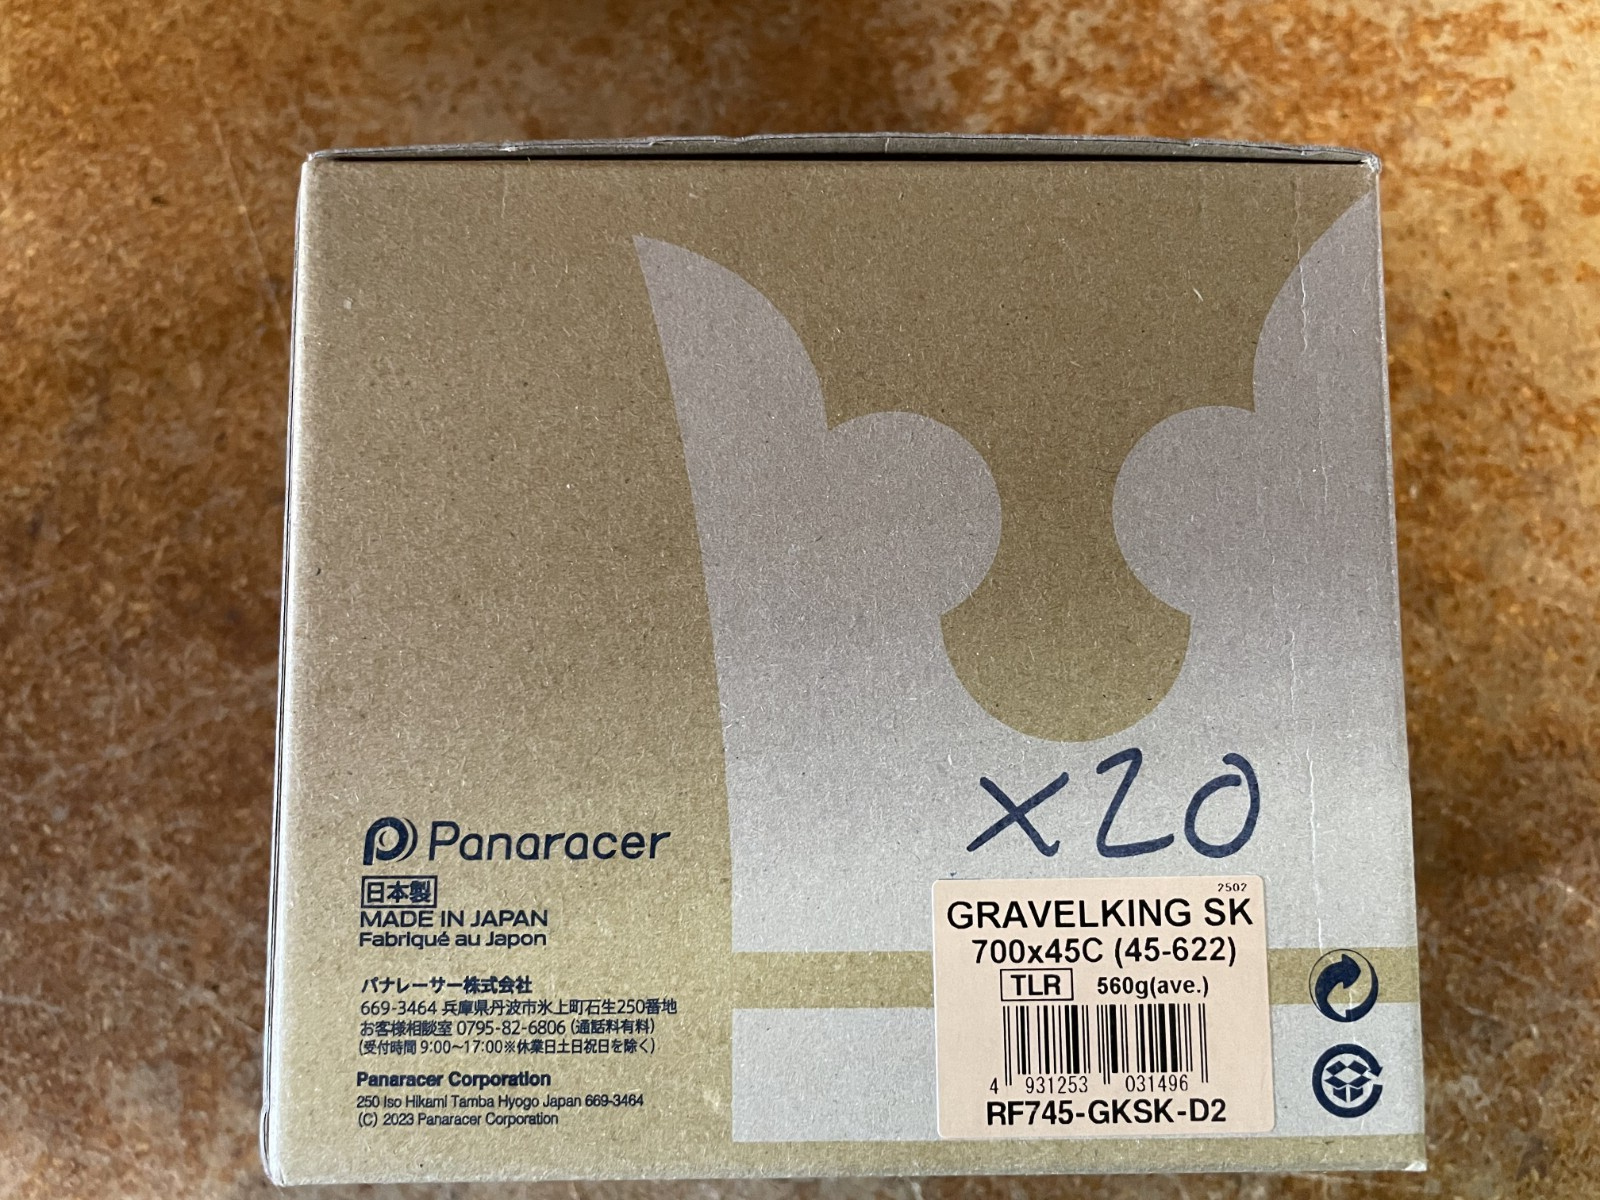 x20
Panaracer
日本製
MADE IN JAPAN
Fabriqué au Japon
パナレーサー株式会社
669-3464 兵庫県丹波市氷上町石生250番地
お客様相談室 0795-82-6806 (通話料有料)
(受付時間 9:00〜17:00※休業日土日祝日を除く)
Panaracer Corporation
250 Iso Hikami Tamba Hyogo Japan 669-3464
(C) 2023 Panaracer Corporation
2502
GRAVELKING SK
700x45C (45-622)
TLR 560g(ave.)
4 931253 031496
RF745-GKSK-D2